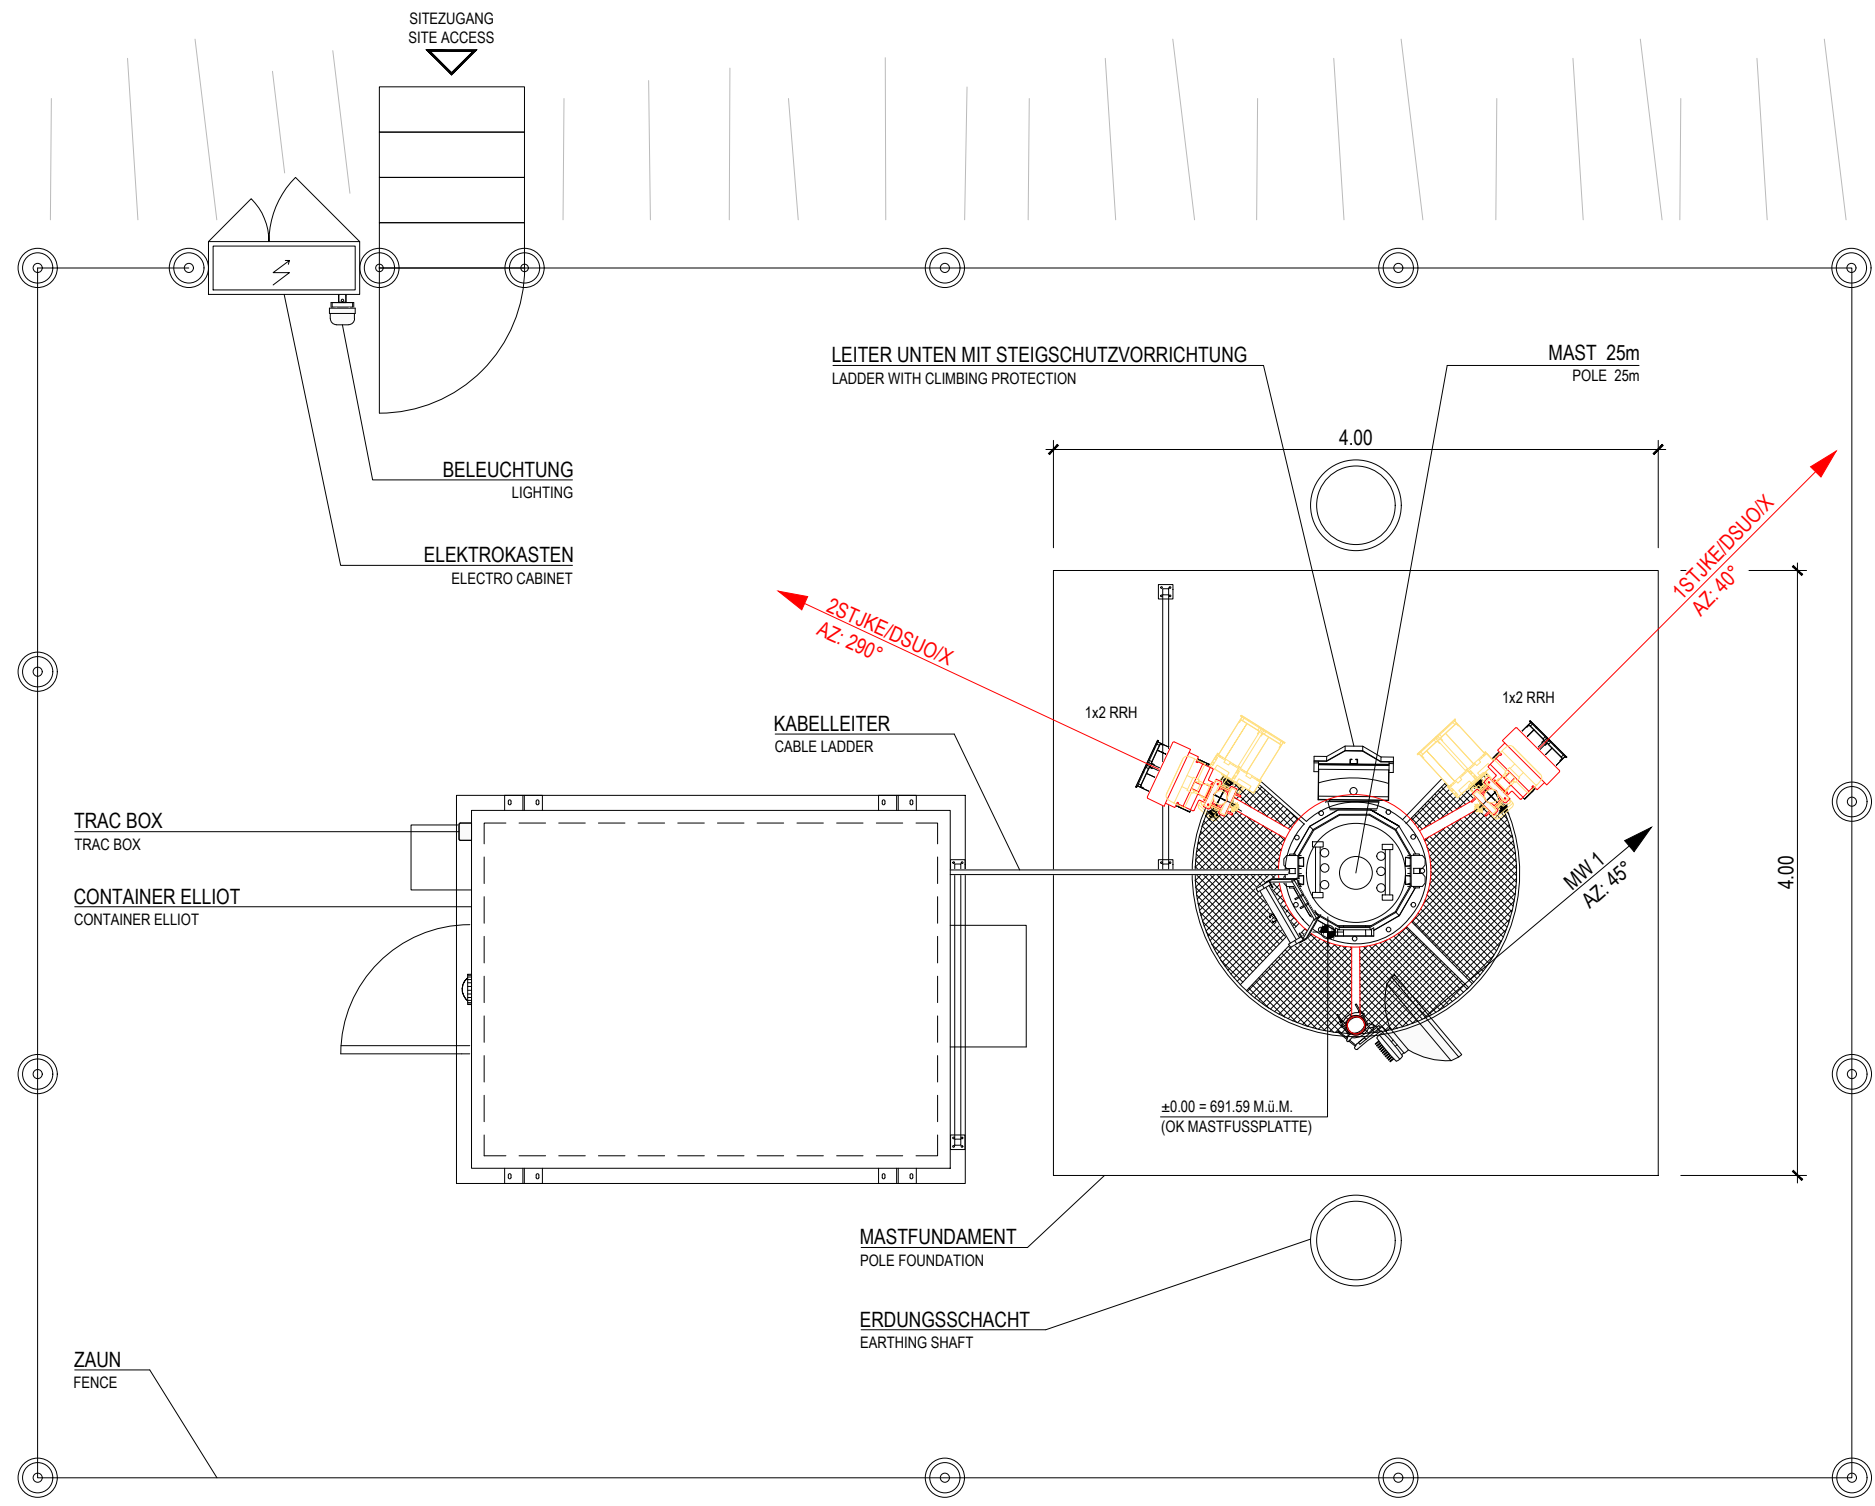 SITEZUGANG
SITE ACCESS
LEITER UNTEN MIT STEIGSCHUTZVORRICHTUNG
LADDER WITH CLIMBING PROTECTION
MAST 25m
POLE 25m
4.00
BELEUCHTUNG
LIGHTING
ELEKTROKASTEN
ELECTRO CABINET
1STJKE/DSUO/X
AZ: 40°
2STJKE/DSUO/X
AZ: 290°
1x2 RRH
1x2 RRH
KABELLEITER
CABLE LADDER
TRAC BOX
TRAC BOX
CONTAINER ELLIOT
CONTAINER ELLIOT
MW 1
AZ: 45°
4.00
±0.00 = 691.59 M.ü.M.
(OK MASTFUSSPLATTE)
MASTFUNDAMENT
POLE FOUNDATION
ERDUNGSSCHACHT
EARTHING SHAFT
ZAUN
FENCE